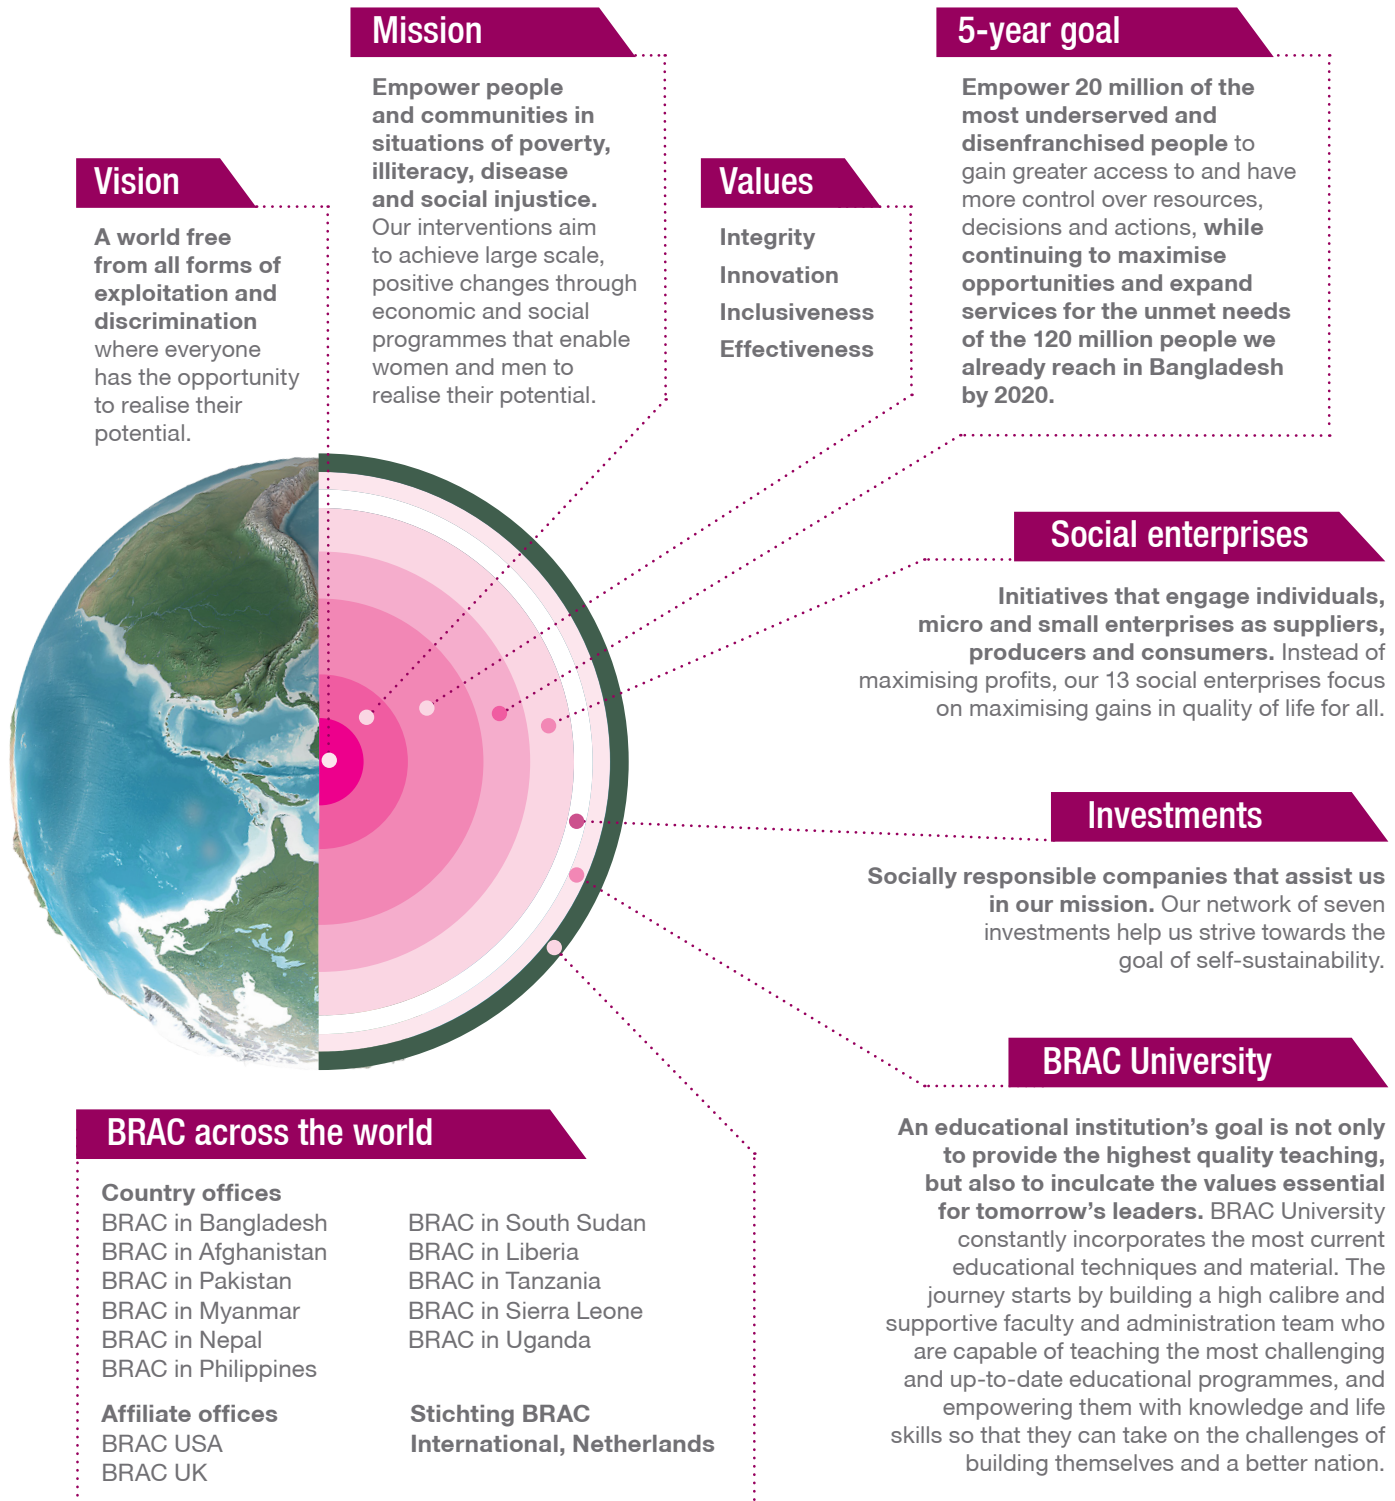 Mission
Empower people
and communities in
situations of poverty,
illiteracy, disease
and social injustice.
Our interventions aim
to achieve large scale,
positive changes through
economic and social
programmes that enable
women and men to
realise their potential.
5-year goal
Empower 20 million of the
most underserved and
disenfranchised people to
gain greater access to and have
more control over resources,
decisions and actions, while
continuing to maximise
opportunities and expand
services for the unmet needs
of the 120 million people we
already reach in Bangladesh
by 2020.
Vision
A world free
from all forms of
exploitation and
discrimination
where everyone
has the opportunity
to realise their
potential.
Values
Integrity
Innovation
Inclusiveness
Effectiveness
Social enterprises
Initiatives that engage individuals,
micro and small enterprises as suppliers,
producers and consumers. Instead of
maximising profits, our 13 social enterprises focus
on maximising gains in quality of life for all.
Investments
Socially responsible companies that assist us
in our mission. Our network of seven
investments help us strive towards the
goal of self-sustainability.
BRAC University
An educational institution’s goal is not only
to provide the highest quality teaching,
but also to inculcate the values essential
for tomorrow’s leaders. BRAC University
constantly incorporates the most current
educational techniques and material. The
journey starts by building a high calibre and
supportive faculty and administration team who
are capable of teaching the most challenging
and up-to-date educational programmes, and
empowering them with knowledge and life
skills so that they can take on the challenges of
building themselves and a better nation.
BRAC across the world
Country offices
BRAC in Bangladesh
BRAC in Afghanistan
BRAC in Pakistan
BRAC in Myanmar
BRAC in Nepal
BRAC in Philippines
BRAC in South Sudan
BRAC in Liberia
BRAC in Tanzania
BRAC in Sierra Leone
BRAC in Uganda
Affiliate offices
BRAC USA
BRAC UK
Stichting BRAC
International, Netherlands